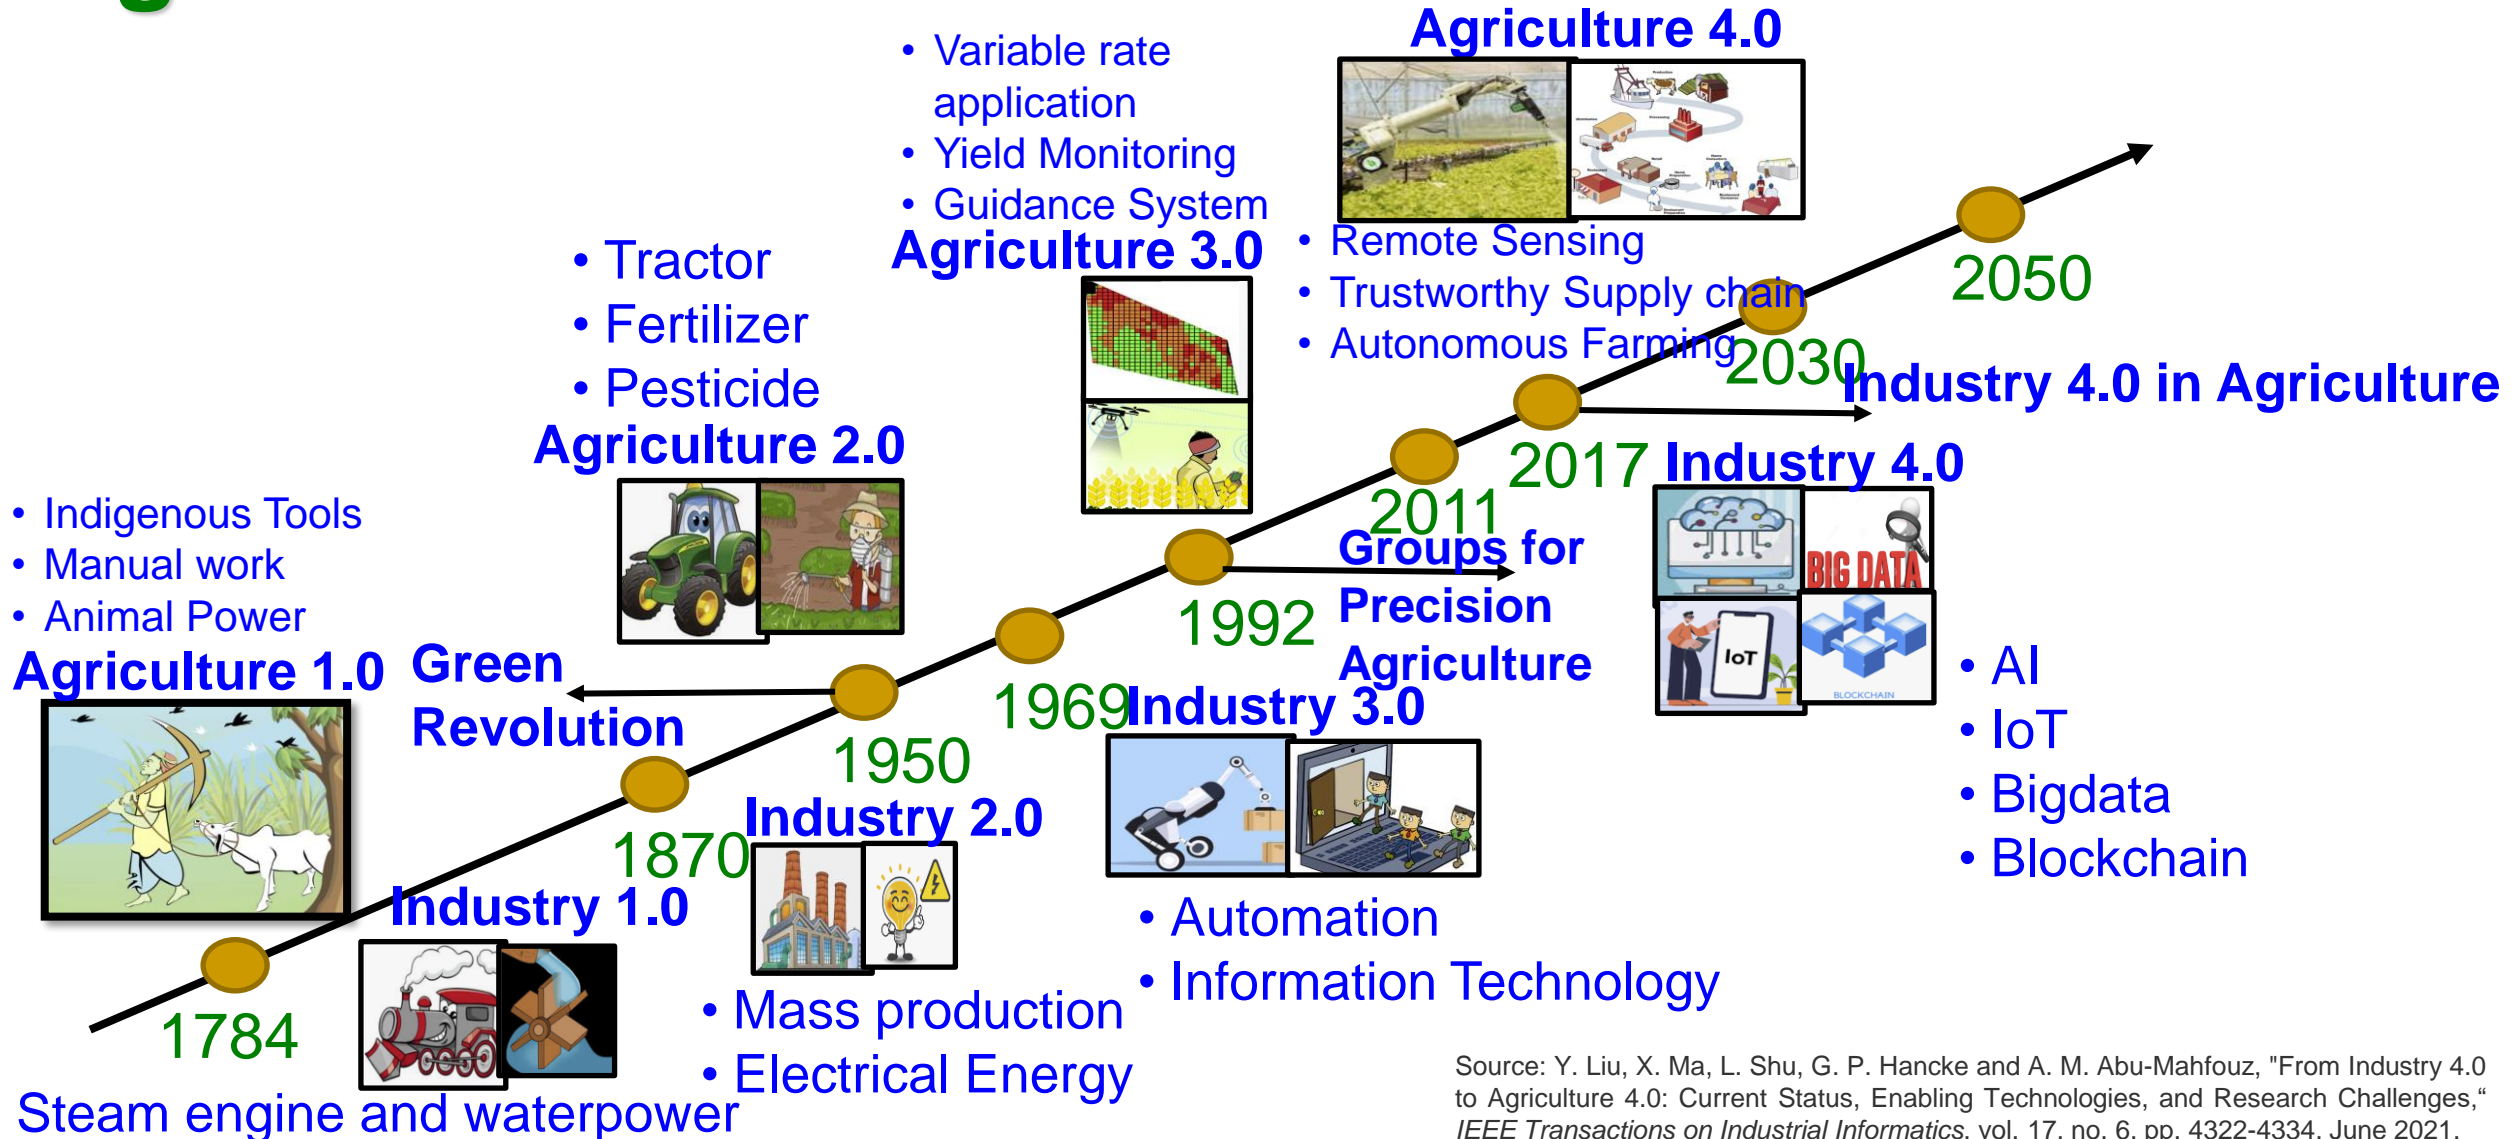 Agriculture 4.0
• Variable rate
application
• Yield Monitoring
• Guidance System
Agriculture 3.0
• Remote Sensing
• Trustworthy Supply chain
• Autonomous Farming
• Tractor
• Fertilizer
• Pesticide
Agriculture 2.0
• Indigenous Tools
• Manual work
• Animal Power
Agriculture 1.0
Green
Revolution
2050
2030
Industry 4.0 in Agriculture
2017
Industry 4.0
BIG DATA
IoT
BLOCKCHAIN
• AI
• IoT
• Bigdata
• Blockchain
2011
Groups for
Precision
Agriculture
1992
1969
Industry 3.0
• Automation
• Information Technology
1950
Industry 2.0
• Mass production
• Electrical Energy
1870
Industry 1.0
1784
Steam engine and waterpower
Source: Y. Liu, X. Ma, L. Shu, G. P. Hancke and A. M. Abu-Mahfouz, "From Industry 4.0
to Agriculture 4.0: Current Status, Enabling Technologies, and Research Challenges,“
IEEE Transactions on Industrial Informatics, vol. 17, no. 6, pp. 4322-4334, June 2021.